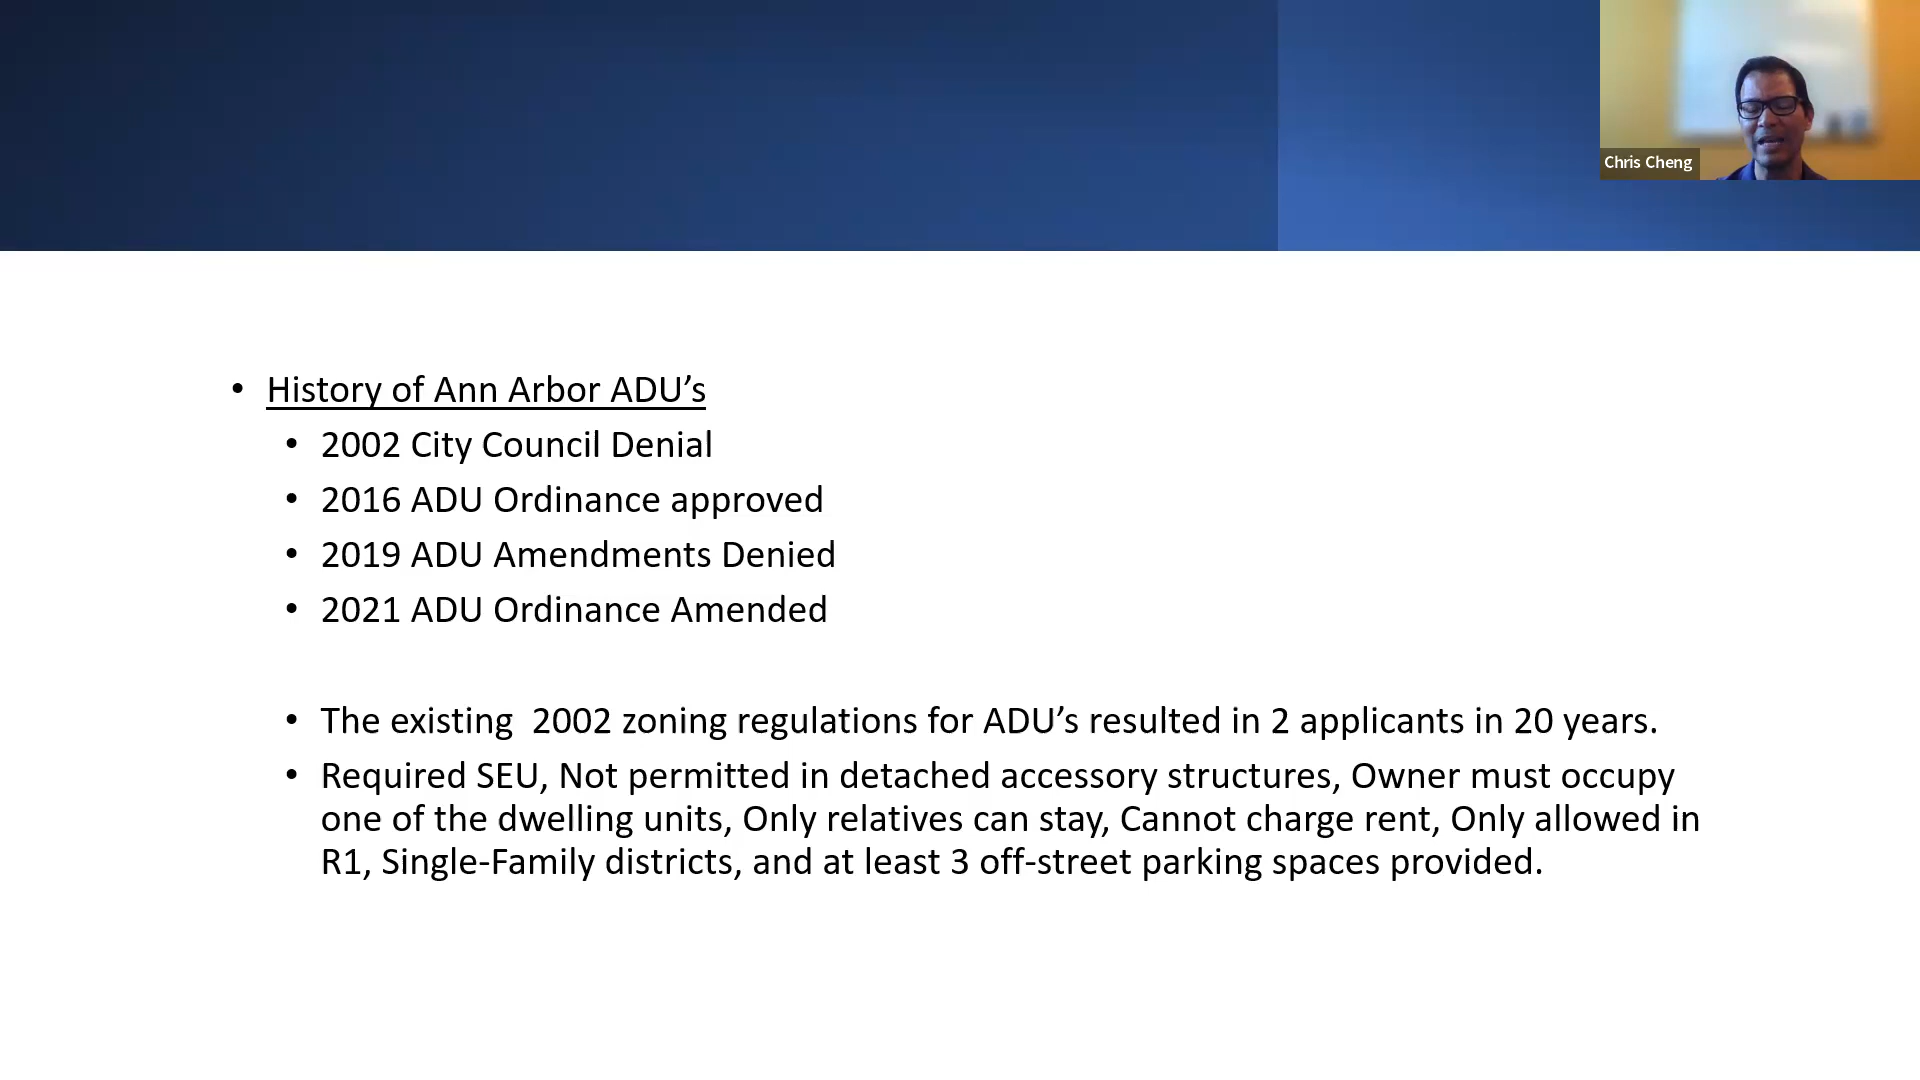 Chris Cheng
• History of Ann Arbor ADU’s
• 2002 City Council Denial
• 2016 ADU Ordinance approved
• 2019 ADU Amendments Denied
• 2021 ADU Ordinance Amended
• The existing  2002 zoning regulations for ADU’s resulted in 2 applicants in 20 years.
• Required SEU, Not permitted in detached accessory structures, Owner must occupy
one of the dwelling units, Only relatives can stay, Cannot charge rent, Only allowed in
R1, Single-Family districts, and at least 3 off-street parking spaces provided.